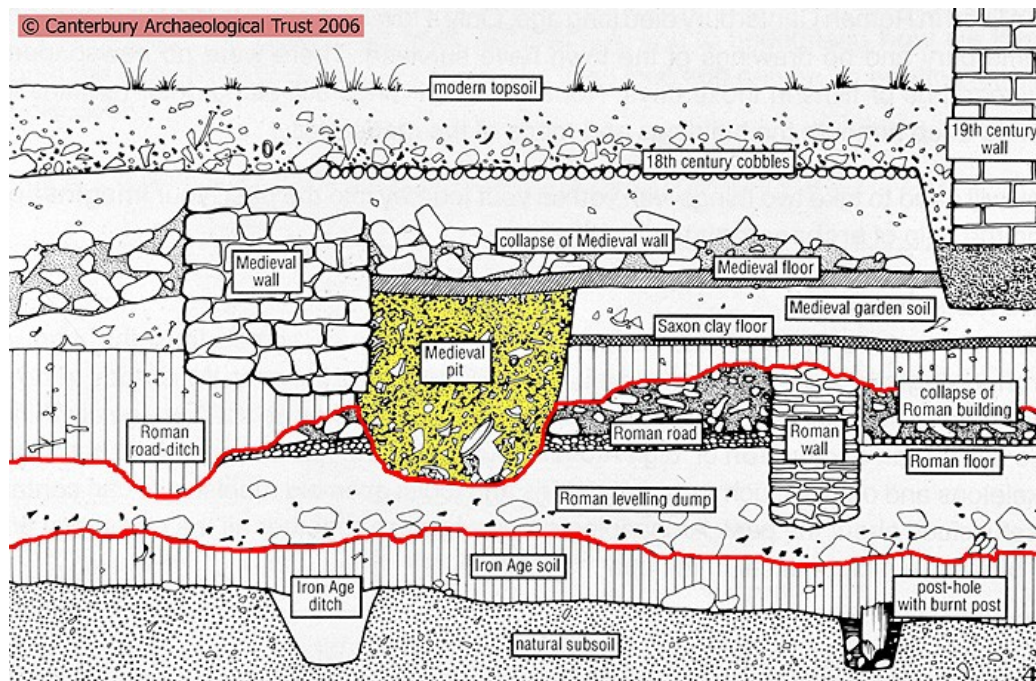 © Canterbury Archaeological Trust 2006
modern topsoil
19th century
wall
18th century cobbles
collapse of Medieval wall
Medieval
wall
Medieval floor
Medieval garden soil
Saxon clay floor
Medieval
pit
collapse of
Roman building
Roman
road-ditch
Roman road
Roman
wall
Roman floor
Roman levelling dump
Iron Age soil
Iron Age
ditch
post-hole
with burnt post
natural subsoil